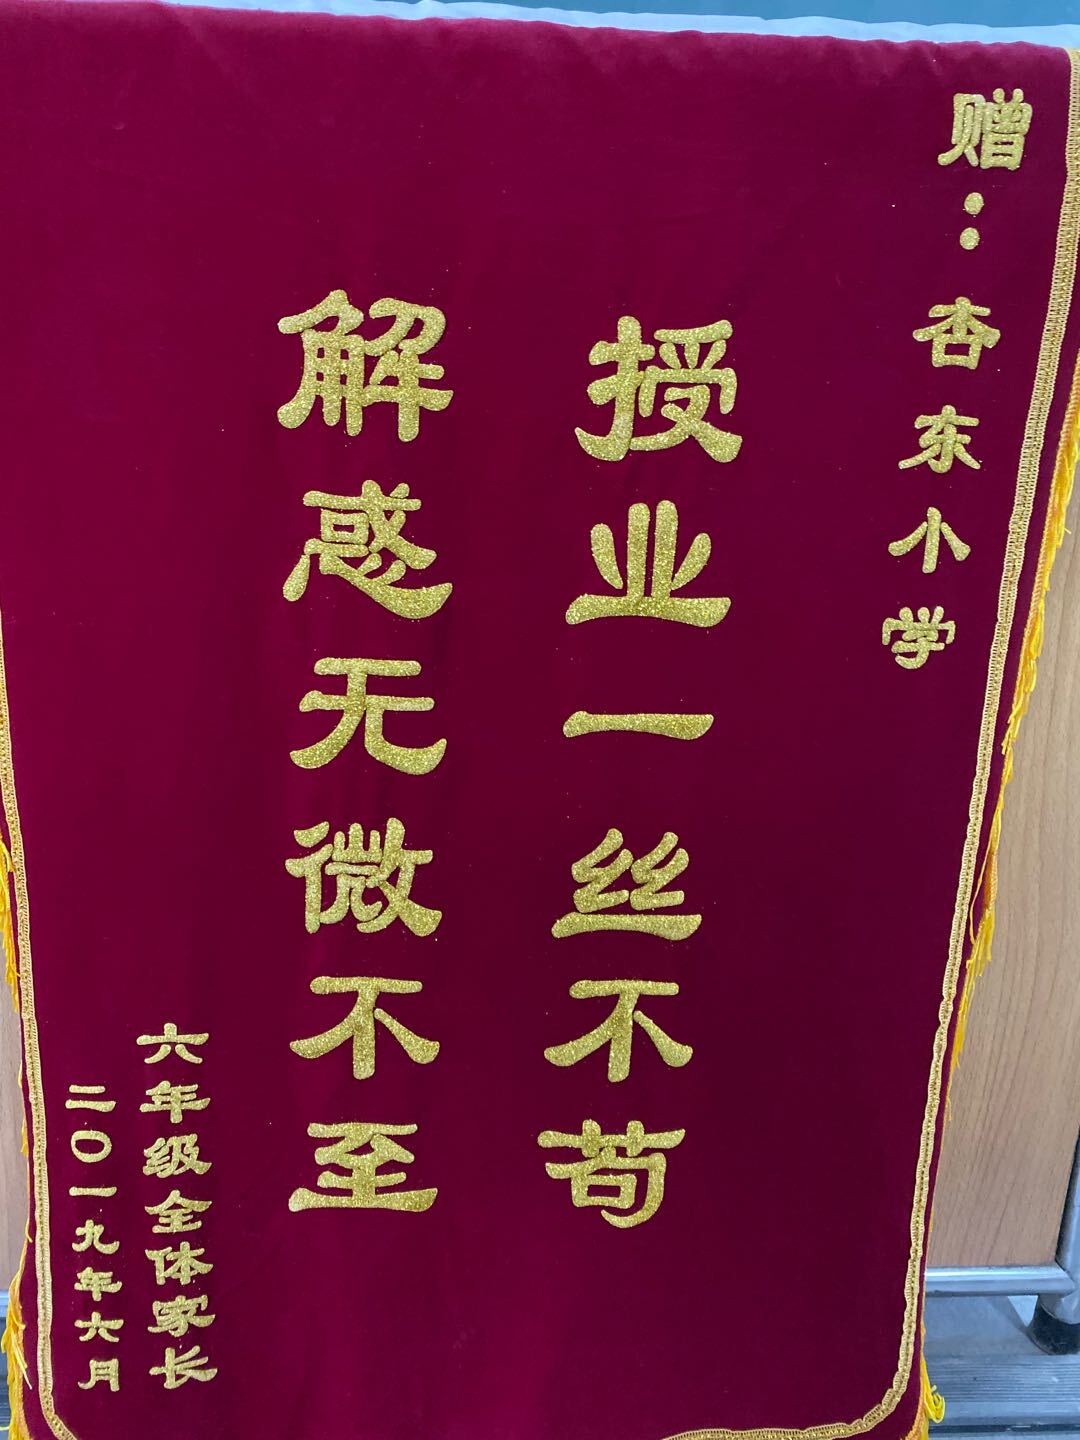 赠：杏东小学
授业一丝不苟
解惑无微不至
六年级全体家长
二〇一九年六月